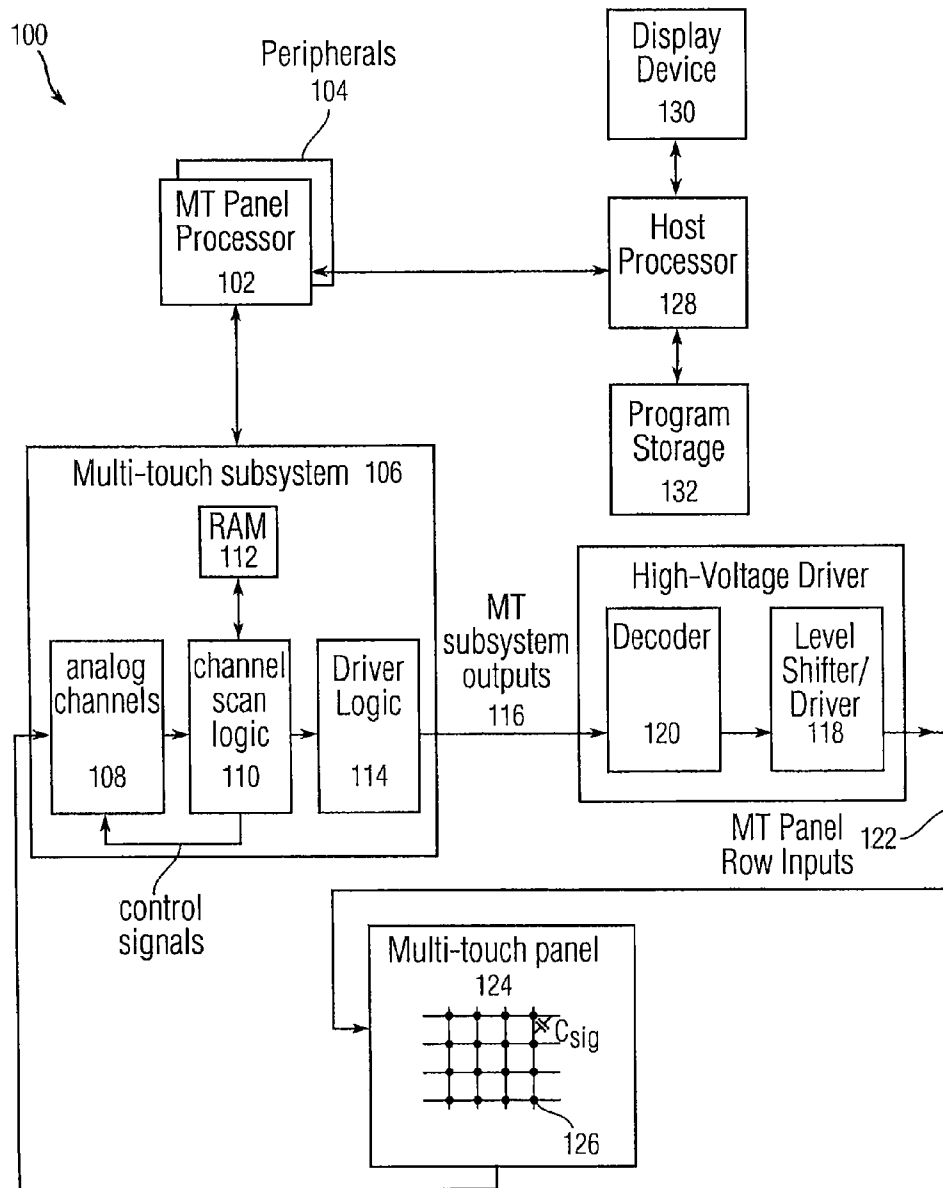 100
Peripherals
104
MT Panel
Processor
102
Display
Device
130
Host
Processor
128
Program
Storage
132
Multi-touch subsystem 106
RAM
112
analog
channels
108
channel
scan
logic
110
Driver
Logic
114
control
signals
MT
subsystem
outputs
116
High-Voltage Driver
Decoder
120
Level
Shifter/
Driver
118
MT Panel
Row Inputs
122
Multi-touch panel
124
Csig
126